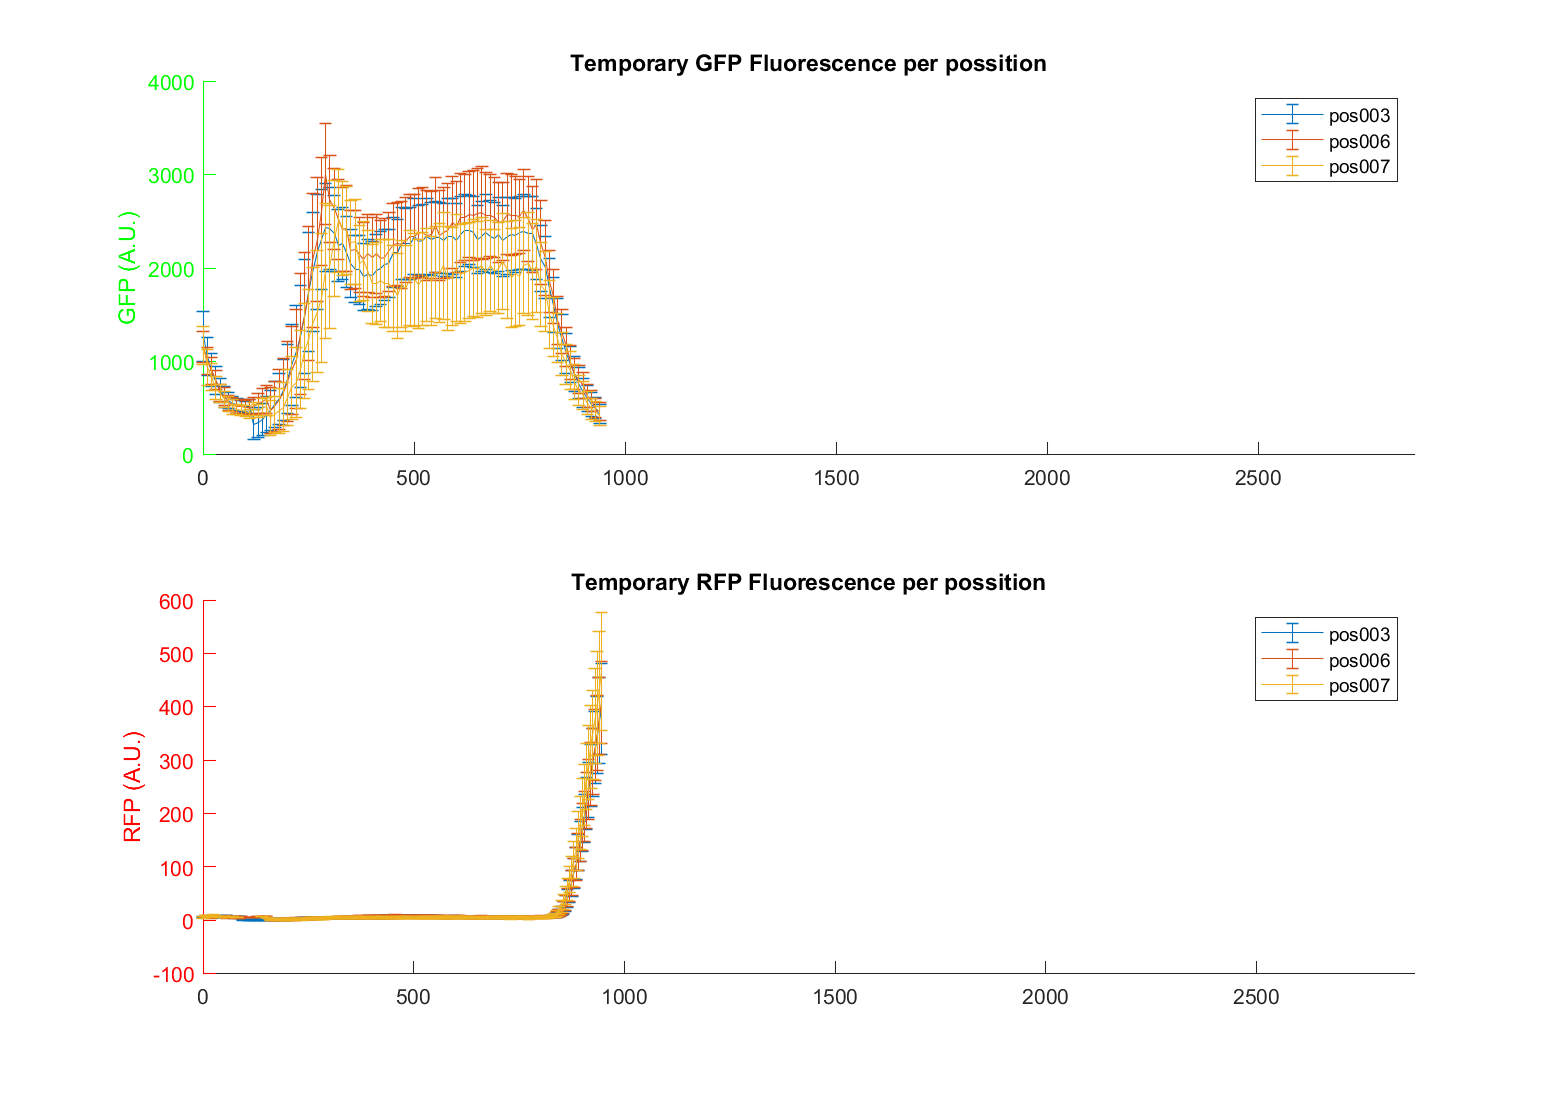 Temporary GFP Fluorescence per possition
4000
3000
2000
1000
0
GFP (A.U.)
pos003
pos006
pos007
0 500 1000 1500 2000 2500
Temporary RFP Fluorescence per possition
600
500
400
300
200
100
0
-100
RFP (A.U.)
pos003
pos006
pos007
0 500 1000 1500 2000 2500